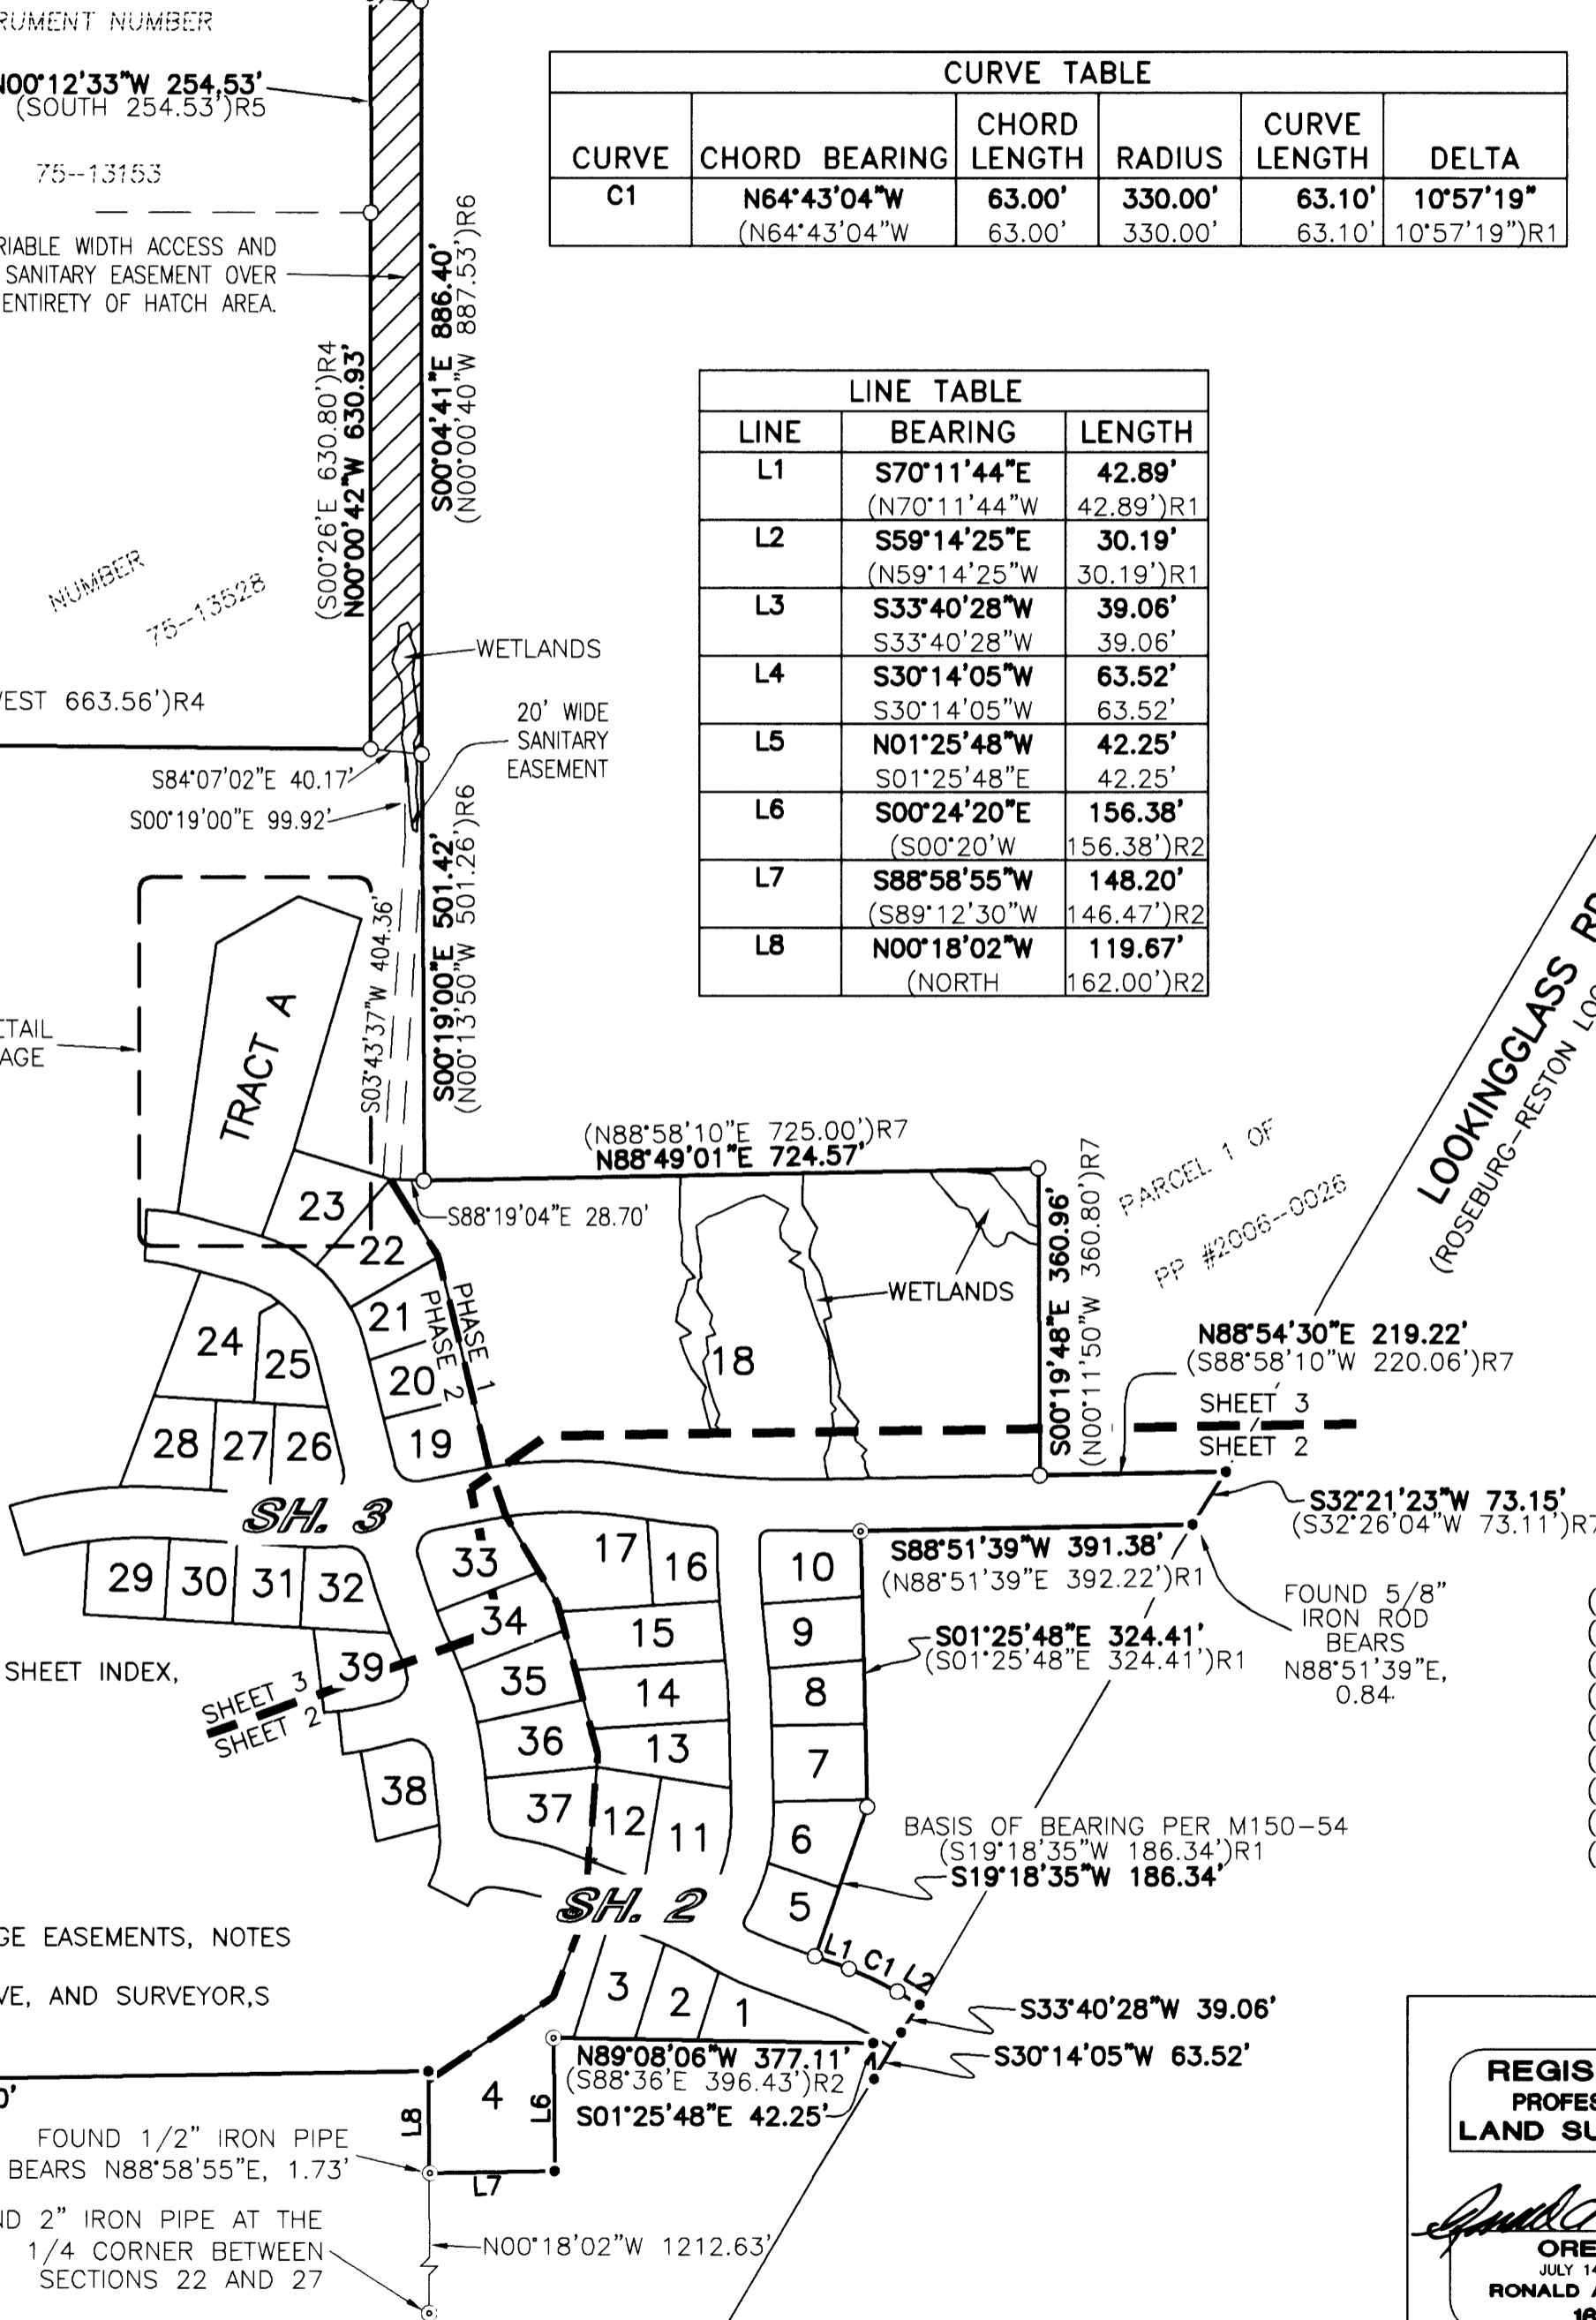 RUMENT NUMBER
N00°12'33"W 254.53'
(SOUTH 254.53')R5
75--13153
RIABLE WIDTH ACCESS AND
SANITARY EASEMENT OVER
ENTIRETY OF HATCH AREA.
(S00°26'E 630.80')R4
N00°00'42"W 630.93'
S00°04'41"E 886.40'
(N00°00'40"W 887.53')R6
NUMBER
75--13528
EST 663.56')R4
WETLANDS
20' WIDE
SANITARY
EASEMENT
S84°07'02"E 40.17'
S00°19'00"E 99.92'
CURVE TABLE
CURVE CHORD BEARING CHORD LENGTH RADIUS CURVE LENGTH DELTA
C1 N64°43'04"W 63.00' 330.00' 63.10' 10°57'19"
(N64°43'04"W 63.00' 330.00' 63.10' 10°57'19")R1
LINE TABLE
LINE BEARING LENGTH
L1 S70°11'44"E 42.89'
(N70°11'44"W 42.89')R1
L2 S59°14'25"E 30.19'
(N59°14'25"W 30.19')R1
L3 S33°40'28"W 39.06'
S33°40'28"W 39.06'
L4 S30°14'05"W 63.52'
S30°14'05"W 63.52'
L5 N01°25'48"W 42.25'
S01°25'48"E 42.25'
L6 S00°24'20"E 156.38'
(S00°20'W 156.38')R2
L7 S88°58'55"W 148.20'
(S89°12'30"W 146.47')R2
L8 N00°18'02"W 119.67'
(NORTH 162.00')R2
S03°43'37"W 404.36'
S00°19'00"E 501.42'
(N00°13'50"W 501.26')R6
ETAIL
AGE
TRACT A
LOOKINGGLASS RD
(ROSEBURG-RESTON LOO
(N88°58'10"E 725.00')R7
N88°49'01"E 724.57'
PARCEL 1 OF
PP #2006--0026
S88°19'04"E 28.70'
S00°19'48"E 360.96'
(N00°11'50"W 360.80')R7
WETLANDS
23
22
21
20
19
PHASE 1
PHASE 2
18
24
25
28
27
26
N88°54'30"E 219.22'
(S88°58'10"W 220.06')R7
SHEET 3
SHEET 2
SH. 3
S32°21'23"W 73.15'
(S32°26'04"W 73.11')R7
S88°51'39"W 391.38'
(N88°51'39"E 392.22')R1
FOUND 5/8"
IRON ROD
BEARS
N88°51'39"E,
0.84
29
30
31
32
33
34
17
16
10
9
15
S01°25'48"E 324.41'
(S01°25'48"E 324.41')R1
SHEET INDEX,
39
35
14
8
SHEET 3
SHEET 2
36
13
7
38
37
12
11
6
5
BASIS OF BEARING PER M150-54
(S19°18'35"W 186.34')R1
S19°18'35"W 186.34'
SH. 2
GE EASEMENTS, NOTES
VE, AND SURVEYOR,S
L1
C1
L2
3
2
1
S33°40'28"W 39.06'
S30°14'05"W 63.52'
N89°08'06"W 377.11'
(S88°36'E 396.43')R2
S01°25'48"E 42.25'
0'
4
L8
L6
L7
FOUND 1/2" IRON PIPE
BEARS N88°58'55"E, 1.73'
ND 2" IRON PIPE AT THE
1/4 CORNER BETWEEN
SECTIONS 22 AND 27
N00°18'02"W 1212.63'
REGIS
PROFES
LAND SU
ORE
JULY 14
RONALD